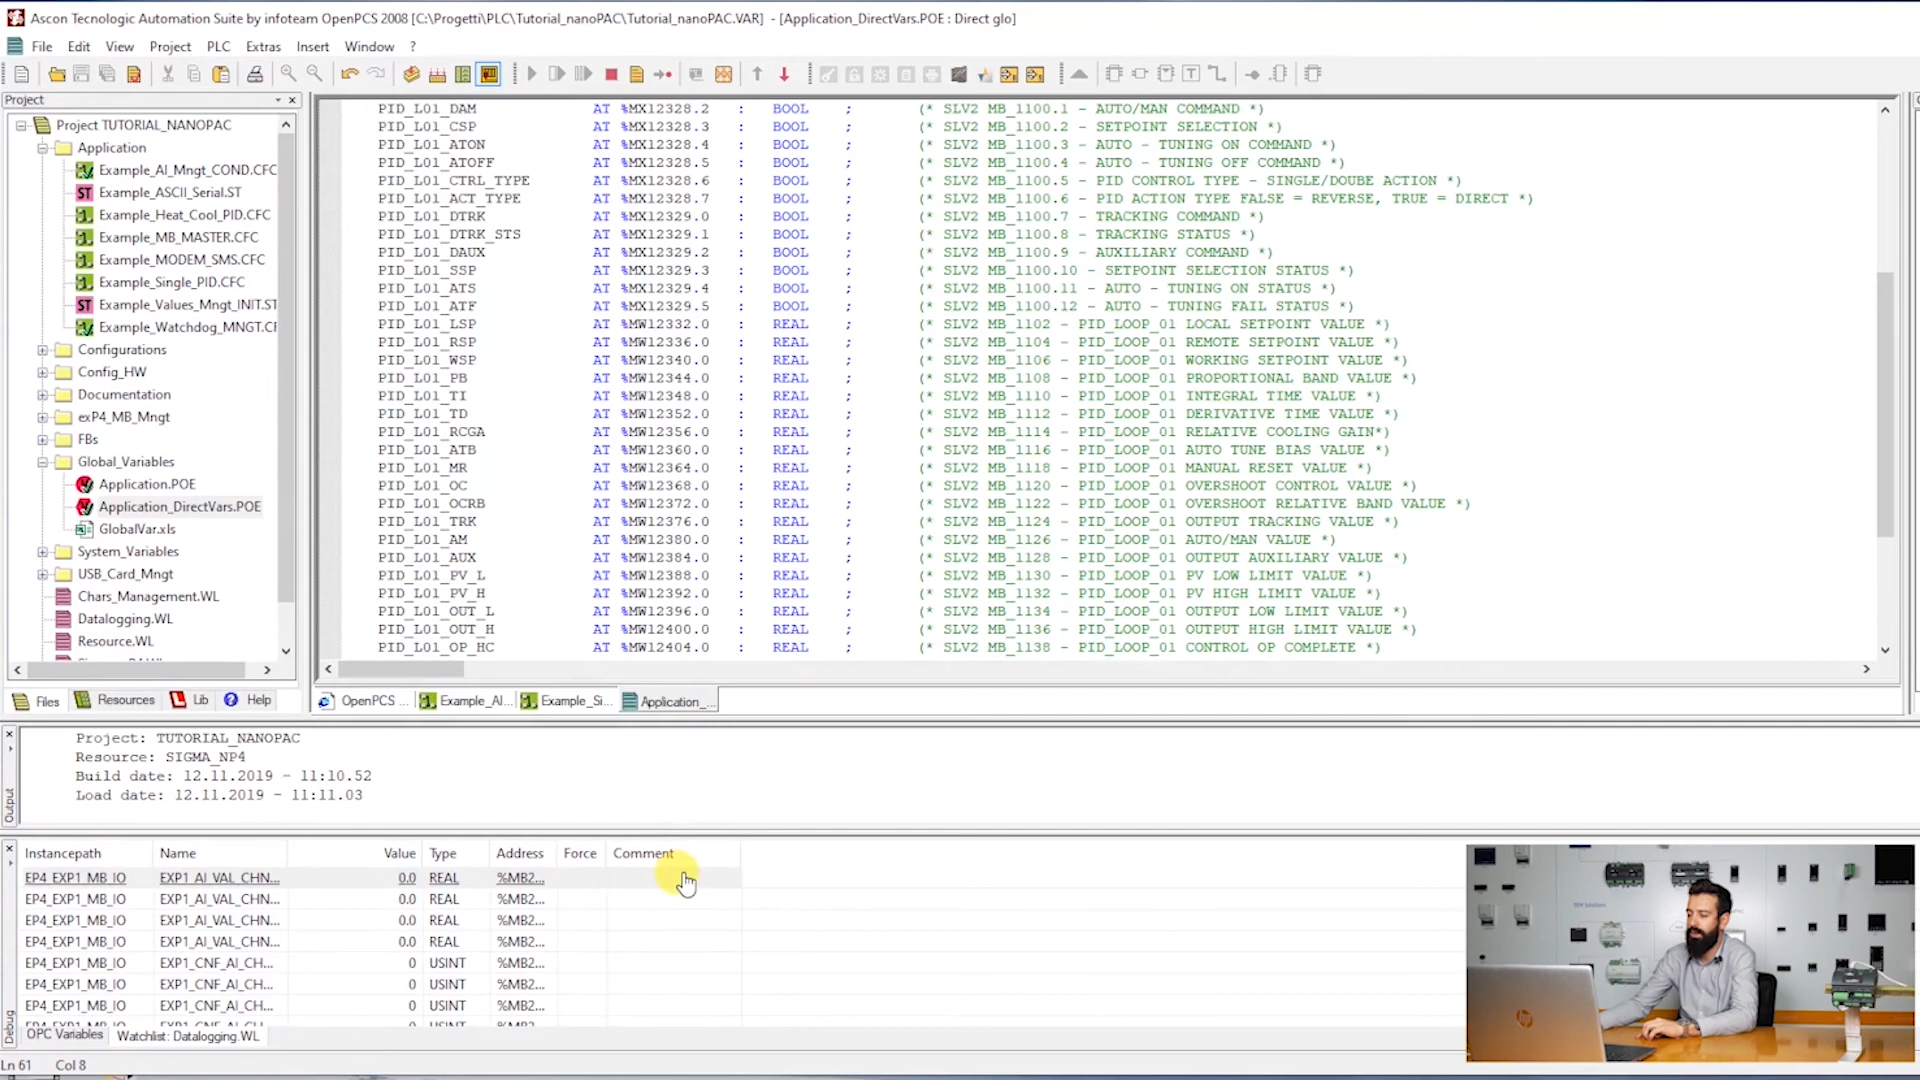 Ascon Tecnologic Automation Suite by infoteam OpenPCS 2008 [C:\Progetti\PLC\Tutorial_nanoPAC\Tutorial_nanoPAC.VAR] - [Application_DirectVars.POE : Direct glo]
File Edit View Project PLC Extras Insert Window ?
Project
Project TUTORIAL_NANOPAC
Application
Example_AI_Mngt_COND.CFC
Example_ASCII_Serial.ST
Example_Heat_Cool_PID.CFC
Example_MB_MASTER.CFC
Example_MODEM_SMS.CFC
Example_Single_PID.CFC
Example_Values_Mngt_INIT.ST
Example_Watchdog_MNGT.CF
Configurations
Config_HW
Documentation
exP4_MB_Mngt
FBs
Global_Variables
Application.POE
Application_DirectVars.POE
GlobalVar.xls
System_Variables
USB_Card_Mngt
Chars_Management.WL
Datalogging.WL
Resource.WL
Files Resources Lib Help
PID_L01_DAM AT %MX12328.2 : BOOL ; (* SLV2 MB_1100.1 - AUTO/MAN COMMAND *)
PID_L01_CSP AT %MX12328.3 : BOOL ; (* SLV2 MB_1100.2 - SETPOINT SELECTION *)
PID_L01_ATON AT %MX12328.4 : BOOL ; (* SLV2 MB_1100.3 - AUTO - TUNING ON COMMAND *)
PID_L01_ATOFF AT %MX12328.5 : BOOL ; (* SLV2 MB_1100.4 - AUTO - TUNING OFF COMMAND *)
PID_L01_CTRL_TYPE AT %MX12328.6 : BOOL ; (* SLV2 MB_1100.5 - PID CONTROL TYPE - SINGLE/DOUBE ACTION *)
PID_L01_ACT_TYPE AT %MX12328.7 : BOOL ; (* SLV2 MB_1100.6 - PID ACTION TYPE FALSE = REVERSE, TRUE = DIRECT *)
PID_L01_DTRK AT %MX12329.0 : BOOL ; (* SLV2 MB_1100.7 - TRACKING COMMAND *)
PID_L01_DTRK_STS AT %MX12329.1 : BOOL ; (* SLV2 MB_1100.8 - TRACKING STATUS *)
PID_L01_DAUX AT %MX12329.2 : BOOL ; (* SLV2 MB_1100.9 - AUXILIARY COMMAND *)
PID_L01_SSP AT %MX12329.3 : BOOL ; (* SLV2 MB_1100.10 - SETPOINT SELECTION STATUS *)
PID_L01_ATS AT %MX12329.4 : BOOL ; (* SLV2 MB_1100.11 - AUTO - TUNING ON STATUS *)
PID_L01_ATF AT %MX12329.5 : BOOL ; (* SLV2 MB_1100.12 - AUTO - TUNING FAIL STATUS *)
PID_L01_LSP AT %MW12332.0 : REAL ; (* SLV2 MB_1102 - PID_LOOP_01 LOCAL SETPOINT VALUE *)
PID_L01_RSP AT %MW12336.0 : REAL ; (* SLV2 MB_1104 - PID_LOOP_01 REMOTE SETPOINT VALUE *)
PID_L01_WSP AT %MW12340.0 : REAL ; (* SLV2 MB_1106 - PID_LOOP_01 WORKING SETPOINT VALUE *)
PID_L01_PB AT %MW12344.0 : REAL ; (* SLV2 MB_1108 - PID_LOOP_01 PROPORTIONAL BAND VALUE *)
PID_L01_TI AT %MW12348.0 : REAL ; (* SLV2 MB_1110 - PID_LOOP_01 INTEGRAL TIME VALUE *)
PID_L01_TD AT %MW12352.0 : REAL ; (* SLV2 MB_1112 - PID_LOOP_01 DERIVATIVE TIME VALUE *)
PID_L01_RCGA AT %MW12356.0 : REAL ; (* SLV2 MB_1114 - PID_LOOP_01 RELATIVE COOLING GAIN*)
PID_L01_ATB AT %MW12360.0 : REAL ; (* SLV2 MB_1116 - PID_LOOP_01 AUTO TUNE BIAS VALUE *)
PID_L01_MR AT %MW12364.0 : REAL ; (* SLV2 MB_1118 - PID_LOOP_01 MANUAL RESET VALUE *)
PID_L01_OC AT %MW12368.0 : REAL ; (* SLV2 MB_1120 - PID_LOOP_01 OVERSHOOT CONTROL VALUE *)
PID_L01_OCRB AT %MW12372.0 : REAL ; (* SLV2 MB_1122 - PID_LOOP_01 OVERSHOOT RELATIVE BAND VALUE *)
PID_L01_TRK AT %MW12376.0 : REAL ; (* SLV2 MB_1124 - PID_LOOP_01 OUTPUT TRACKING VALUE *)
PID_L01_AM AT %MW12380.0 : REAL ; (* SLV2 MB_1126 - PID_LOOP_01 AUTO/MAN VALUE *)
PID_L01_AUX AT %MW12384.0 : REAL ; (* SLV2 MB_1128 - PID_LOOP_01 OUTPUT AUXILIARY VALUE *)
PID_L01_PV_L AT %MW12388.0 : REAL ; (* SLV2 MB_1130 - PID_LOOP_01 PV LOW LIMIT VALUE *)
PID_L01_PV_H AT %MW12392.0 : REAL ; (* SLV2 MB_1132 - PID_LOOP_01 PV HIGH LIMIT VALUE *)
PID_L01_OUT_L AT %MW12396.0 : REAL ; (* SLV2 MB_1134 - PID_LOOP_01 OUTPUT LOW LIMIT VALUE *)
PID_L01_OUT_H AT %MW12400.0 : REAL ; (* SLV2 MB_1136 - PID_LOOP_01 OUTPUT HIGH LIMIT VALUE *)
PID_L01_OP_HC AT %MW12404.0 : REAL ; (* SLV2 MB_1138 - PID_LOOP_01 CONTROL OP COMPLETE *)
OpenPCS ... Example_AI... Example_Si... Application_...
Output
Project: TUTORIAL_NANOPAC
Resource: SIGMA_NP4
Build date: 12.11.2019 - 11:10.52
Load date: 12.11.2019 - 11:11.03
Debug
Instancepath Name Value Type Address Force Comment
EP4_EXP1_MB_IO EXP1_AI_VAL_CHN... 0.0 REAL %MB2...
EP4_EXP1_MB_IO EXP1_AI_VAL_CHN... 0.0 REAL %MB2...
EP4_EXP1_MB_IO EXP1_AI_VAL_CHN... 0.0 REAL %MB2...
EP4_EXP1_MB_IO EXP1_AI_VAL_CHN... 0.0 REAL %MB2...
EP4_EXP1_MB_IO EXP1_CNF_AI_CH... 0 USINT %MB2...
EP4_EXP1_MB_IO EXP1_CNF_AI_CH... 0 USINT %MB2...
EP4_EXP1_MB_IO EXP1_CNF_AI_CH... 0 USINT %MB2...
OPC Variables Watchlist: Datalogging.WL
Ln 61 Col 8